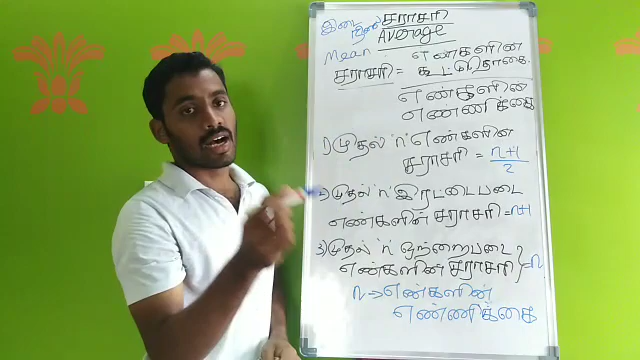 சராசரி
Average
Mean
சராசரி = எண்களின் கூட்டுத்தொகை
எண்களின்
எண்ணிக்கை
1) முதல் 'n' எண்களின்
சராசரி = n+1
2
2) முதல் 'n' இரட்டைபடை
எண்களின் சராசரி = n+1
3) முதல் 'n' ஒற்றைபடை
எண்களின் சராசரி } = n
n → எண்களின்
எண்ணிக்கை